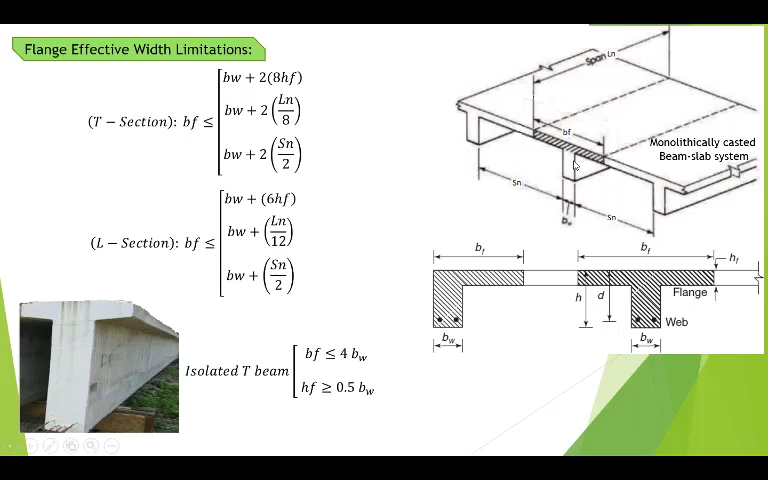 Flange Effective Width Limitations:
(T − Section): bf ≤
bw + 2(8hf)
bw + 2 (Ln/8)
bw + 2 (Sn/2)
(L − Section): bf ≤
bw + (6hf)
bw + (Ln/12)
bw + (Sn/2)
Isolated T beam
bf ≤ 4 bw
hf ≥ 0.5 bw
Span Ln
bf
Monolithically casted
Beam-slab system
Sn
bw
Sn
bf
bf
hf
h
d
Flange
Web
bw
bw